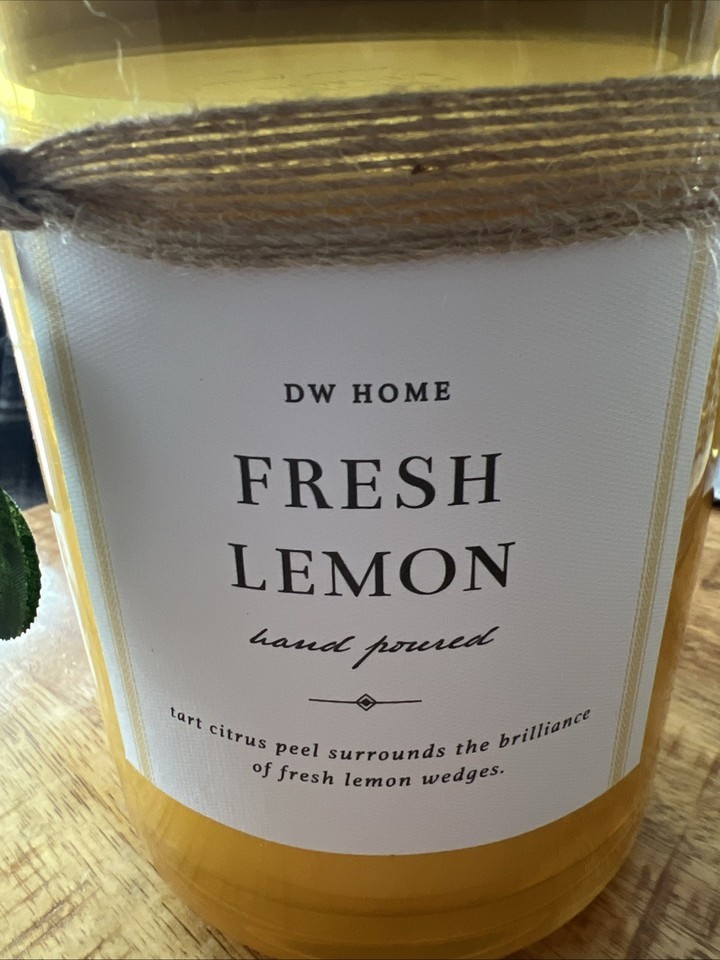 DW HOME
FRESH
LEMON
hand poured
tart citrus peel surrounds the brilliance
of fresh lemon wedges.